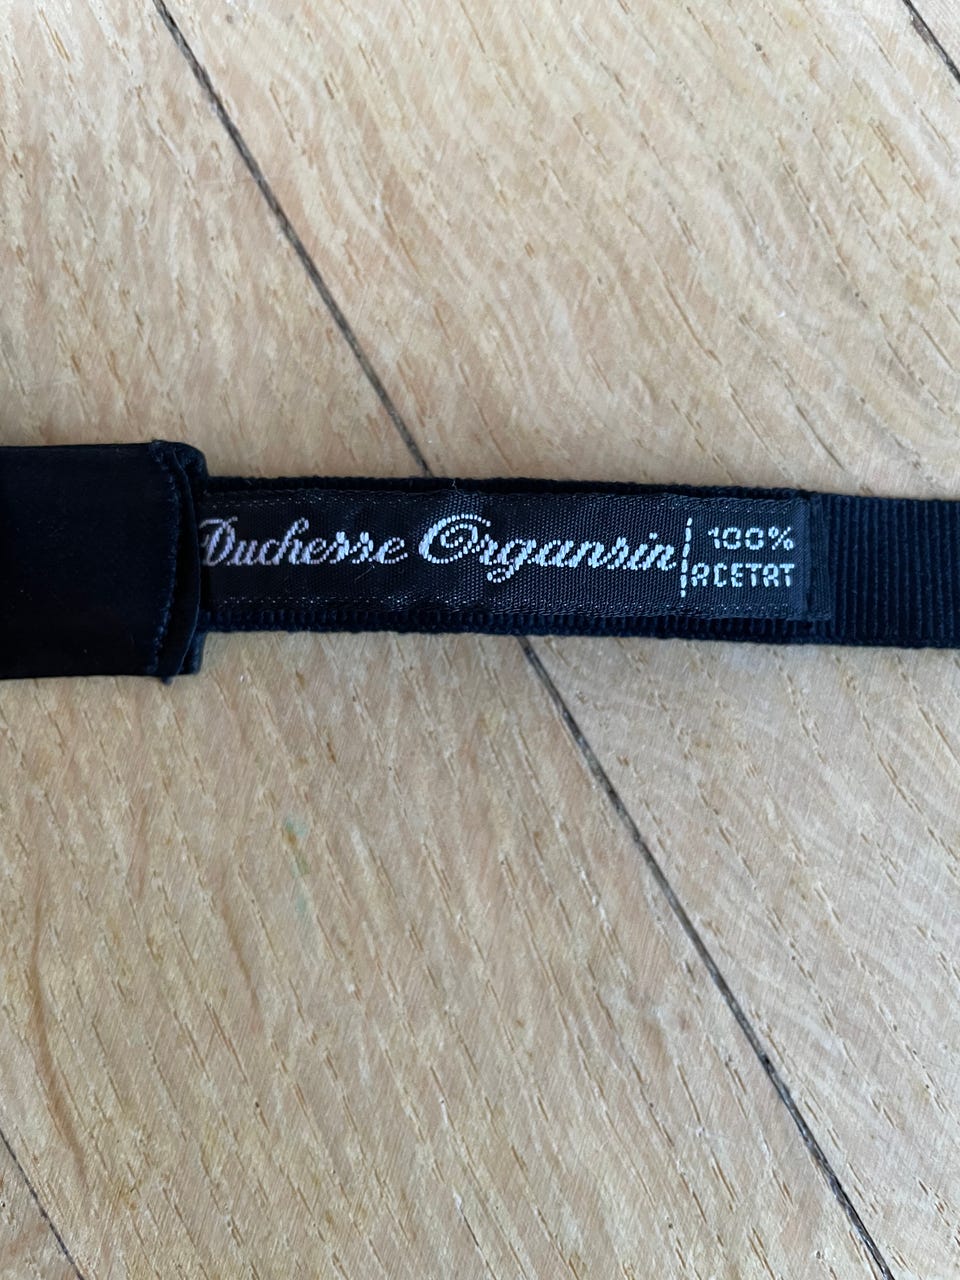 Duchesse Organsin 100%
ACETAT